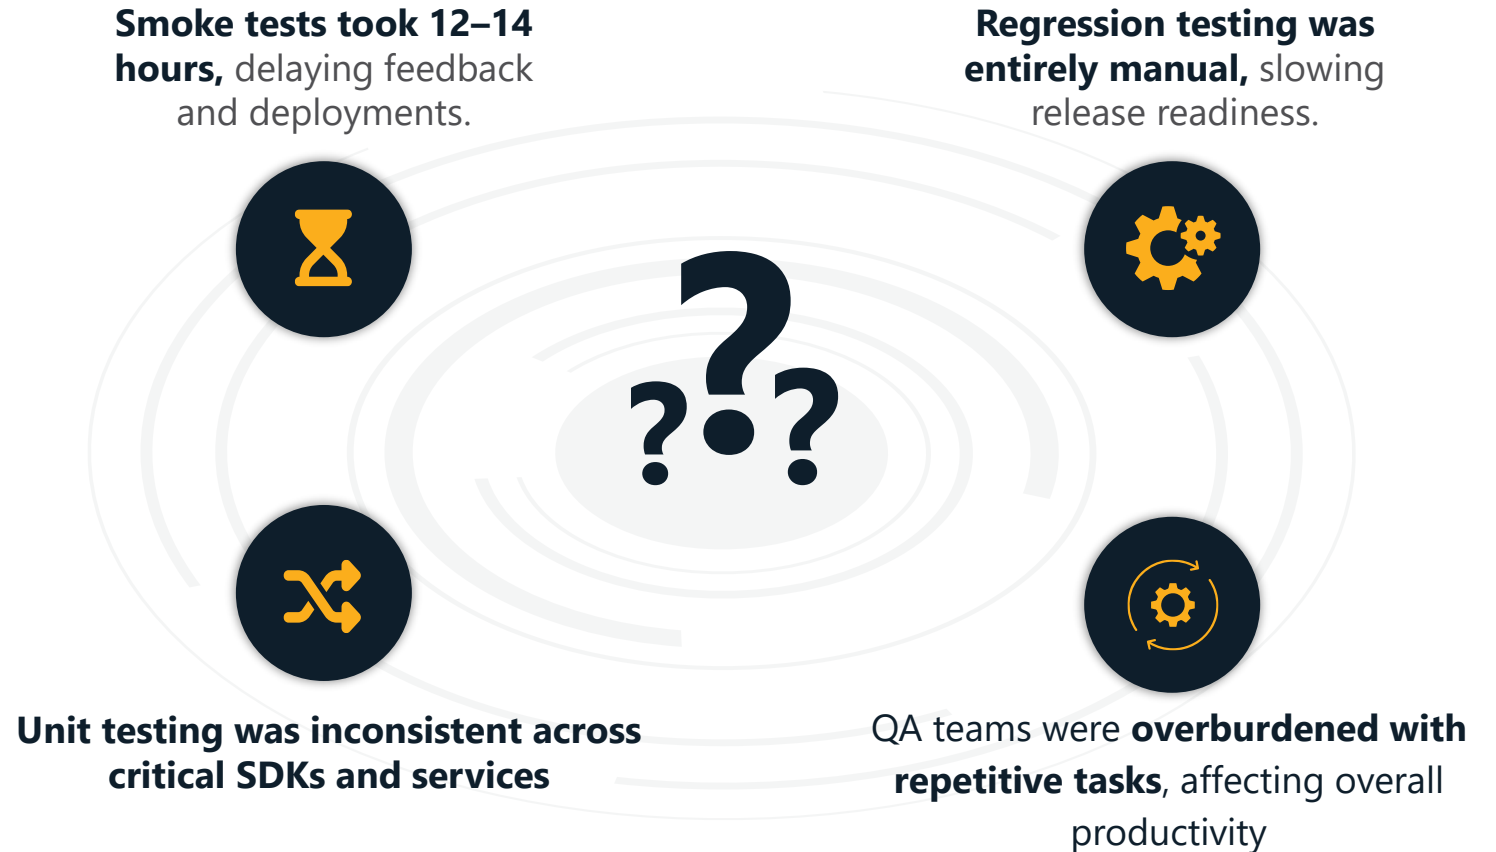 Smoke tests took 12–14
hours, delaying feedback
and deployments.
Regression testing was
entirely manual, slowing
release readiness.
? ? ?
Unit testing was inconsistent across
critical SDKs and services
QA teams were overburdened with
repetitive tasks, affecting overall
productivity